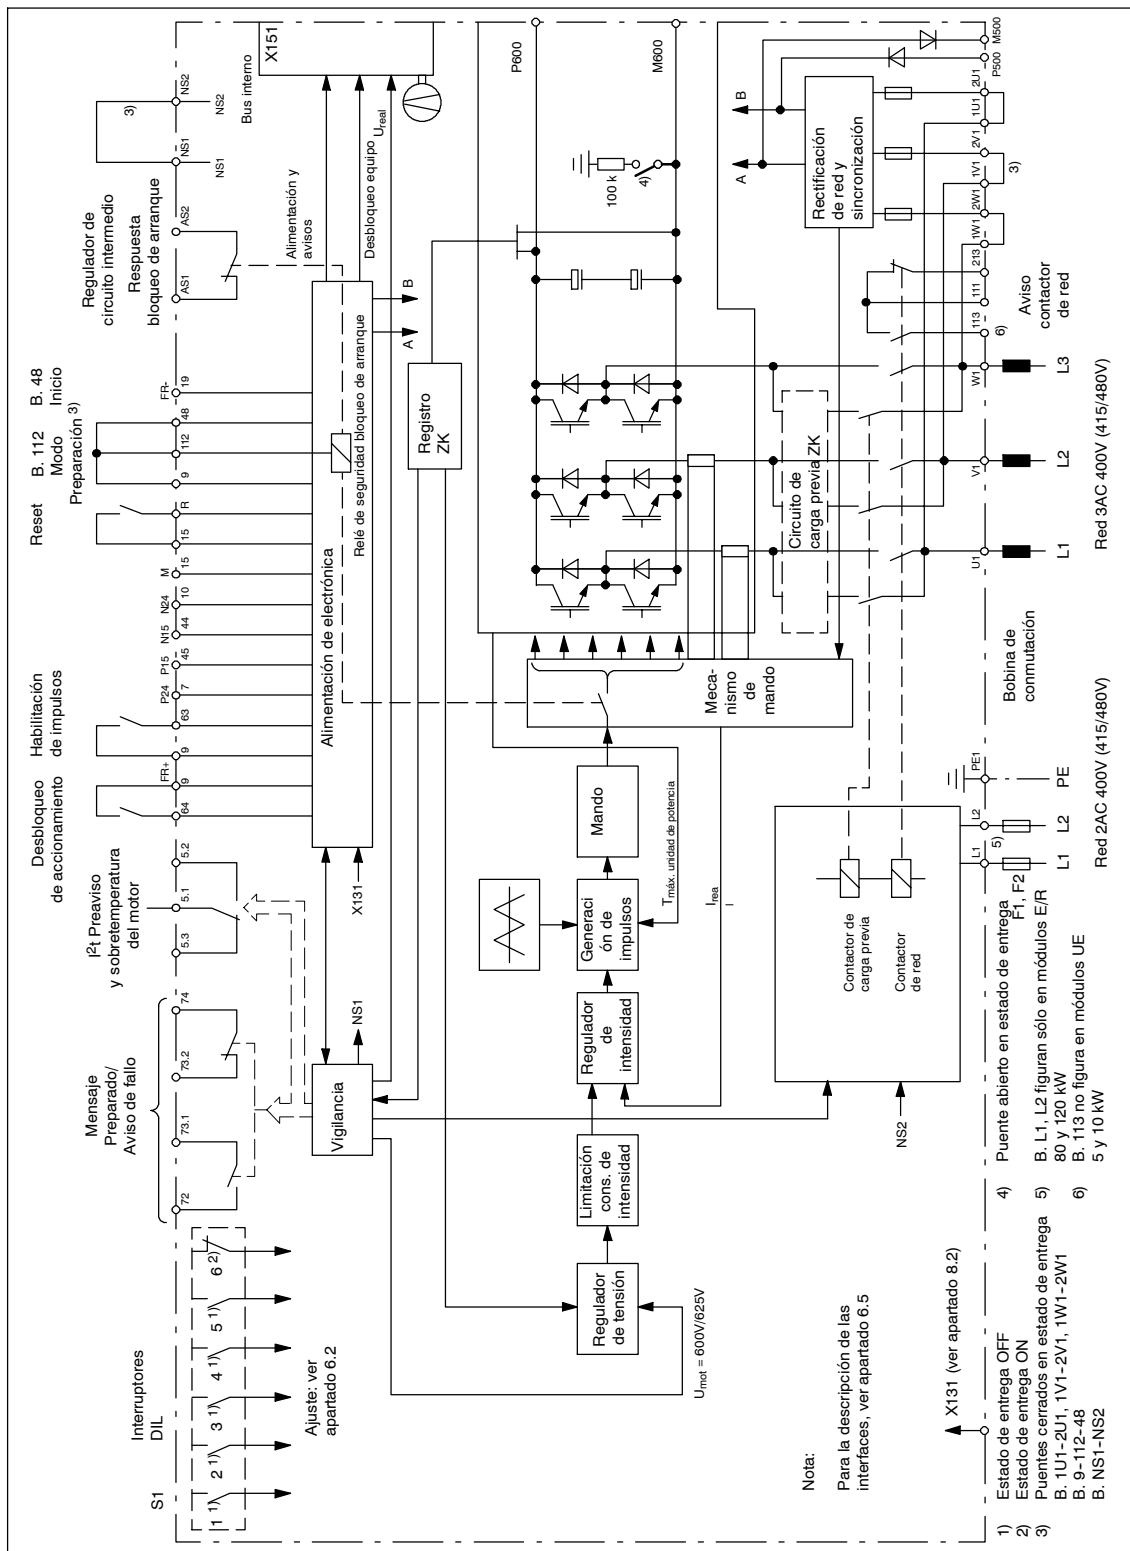 S1
Interruptores
DIL
1 1)
2 1)
3 1)
4 1)
5 1)
6 2)
Ajuste: ver
apartado 6.2
Mensaje
Preparado/
Aviso de fallo
72
73.1
73.2
74
I2t Preaviso
y sobretemperatura
del motor
5.3
5.1
5.2
Desbloqueo
de accionamiento
64
9
FR+
Habilitación
de impulsos
9
63
P24
7
P15
45
N15
44
N24
10
M
15
Reset
15
R
B. 112
Modo
Preparación 3)
9
112
48
B. 48
Inicio
FR-
19
Regulador de
circuito intermedio
Respuesta
bloqueo de arranque
AS1
AS2
3)
NS1
NS2
NS1
NS2
Bus interno
X151
Alimentación y
avisos
Desbloqueo equipo
Ureal
Alimentación de electrónica
Relé de seguridad bloqueo de arranque
X131
A
B
Vigilancia
NS1
Registro
ZK
P600
M600
100 k
4)
Regulador
de tensión
Umot = 600V/625V
Limitación
cons. de
intensidad
Regulador
de
intensidad
Generaci
ón de
impulsos
Mando
Tmáx. unidad de potencia
Irea
l
Meca-
nismo
de
mando
Circuito de
carga previa ZK
A
B
Rectificación
de red y
sincronización
M500
P500
2U1
1U1
2V1
1V1
2W1
1W1
3)
213
111
113
6)
Aviso
contactor
de red
W1
V1
U1
L3
L2
L1
Red 3AC 400V (415/480V)
Bobina de
conmutación
NS2
Contactor de
carga previa
Contactor
de red
PE1
PE
L2
L1
5)
F1, F2
L2
L1
Red 2AC 400V (415/480V)
Nota:
Para la descripción de las
interfaces, ver apartado 6.5
X131 (ver apartado 8.2)
1) Estado de entrega OFF
2) Estado de entrega ON
3) Puentes cerrados en estado de entrega
B. 1U1-2U1, 1V1-2V1, 1W1-2W1
B. 9-112-48
B. NS1-NS2
4) Puente abierto en estado de entrega
5) B. L1, L2 figuran sólo en módulos E/R
80 y 120 kW
6) B. 113 no figura en módulos UE
5 y 10 kW